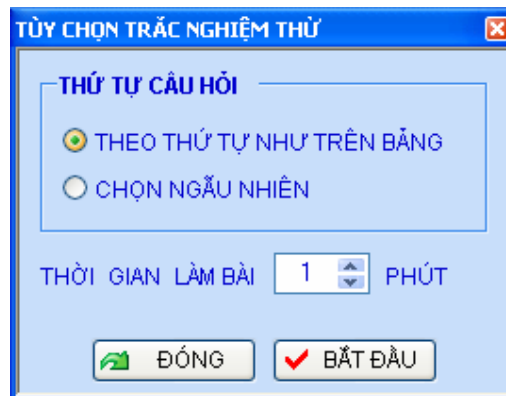 TÙY CHỌN TRẮC NGHIỆM THỬ
THỨ TỰ CÂU HỎI
THEO THỨ TỰ NHƯ TRÊN BẢNG
CHỌN NGẪU NHIÊN
THỜI GIAN LÀM BÀI 1 PHÚT
ĐÓNG BẮT ĐẦU